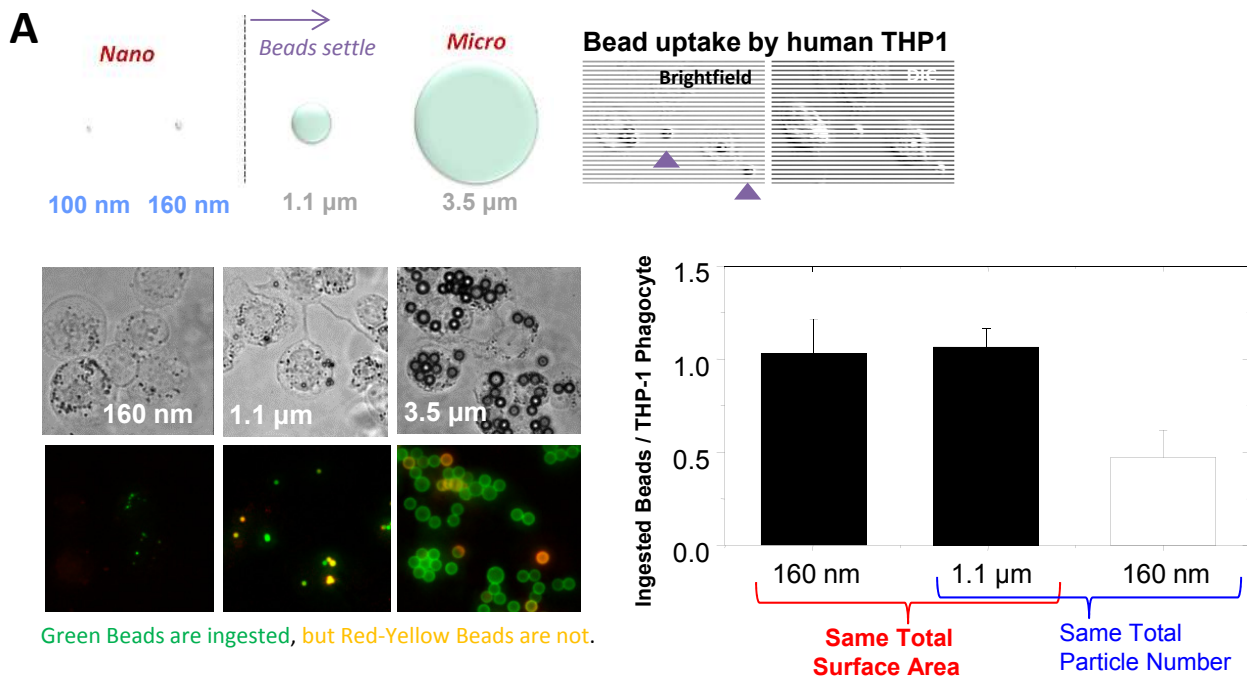 A
Nano
Beads settle
Micro
100 nm
160 nm
1.1 µm
3.5 µm
Bead uptake by human THP1
Brightfield
DIC
160 nm
1.1 µm
3.5 µm
Green Beads are ingested, but Red-Yellow Beads are not.
Ingested Beads / THP-1 Phagocyte
1.5
1.0
0.5
0.0
160 nm
1.1 µm
160 nm
Same Total
Surface Area
Same Total
Particle Number